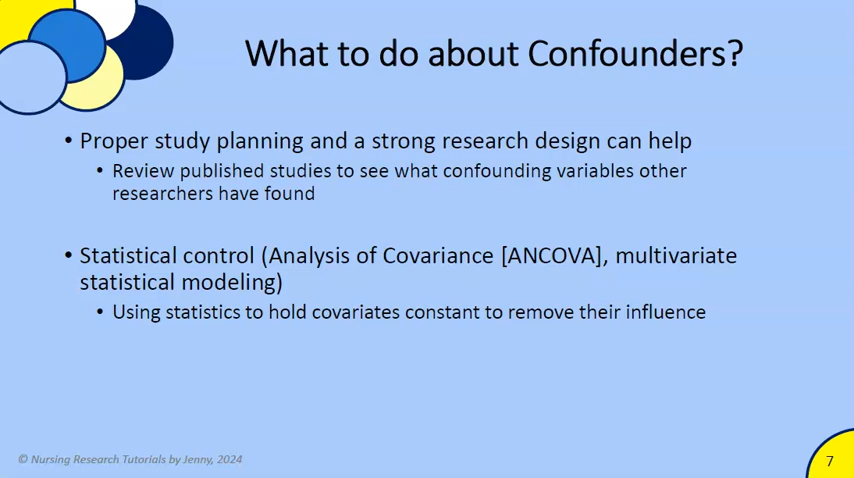 What to do about Confounders?
• Proper study planning and a strong research design can help
• Review published studies to see what confounding variables other
researchers have found
• Statistical control (Analysis of Covariance [ANCOVA], multivariate
statistical modeling)
• Using statistics to hold covariates constant to remove their influence
© Nursing Research Tutorials by Jenny, 2024
7